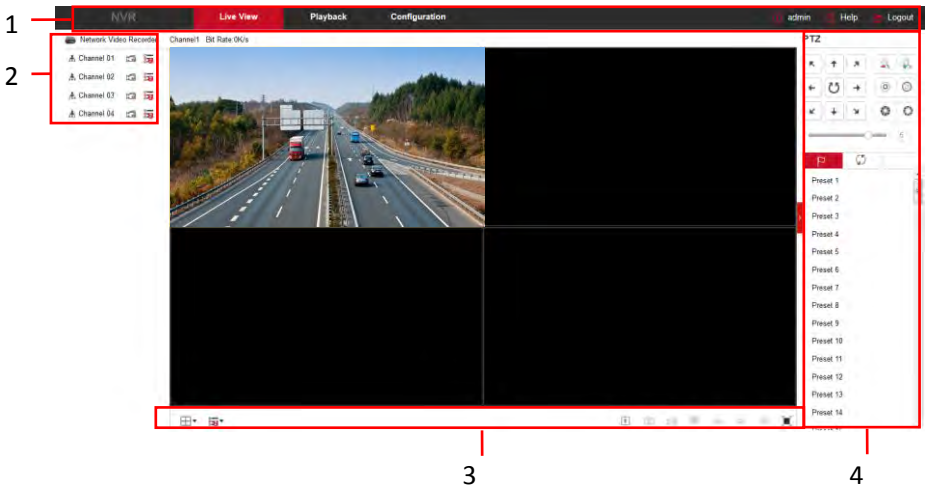 1
NVR Live View Playback Configuration admin Help Logout
2
Network Video Recorder
Channel 01
Channel 02
Channel 03
Channel 04
Channel1 Bit Rate:0K/s
PTZ
5
Preset 1
Preset 2
Preset 3
Preset 4
Preset 5
Preset 6
Preset 7
Preset 8
Preset 9
Preset 10
Preset 11
Preset 12
Preset 13
Preset 14
3
4